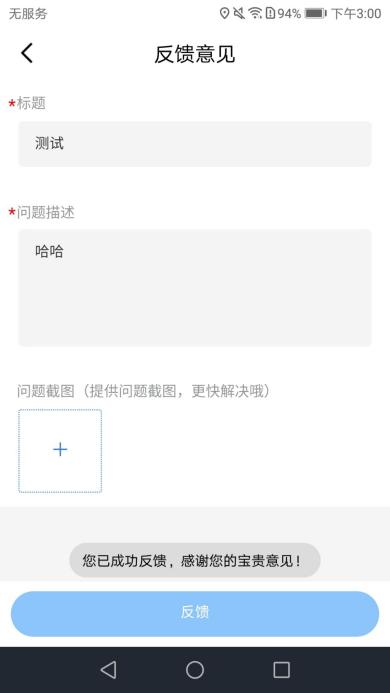 无服务 94% 下午3:00
反馈意见
*标题
测试
*问题描述
哈哈
问题截图（提供问题截图，更快解决哦）
+
您已成功反馈，感谢您的宝贵意见！
反馈